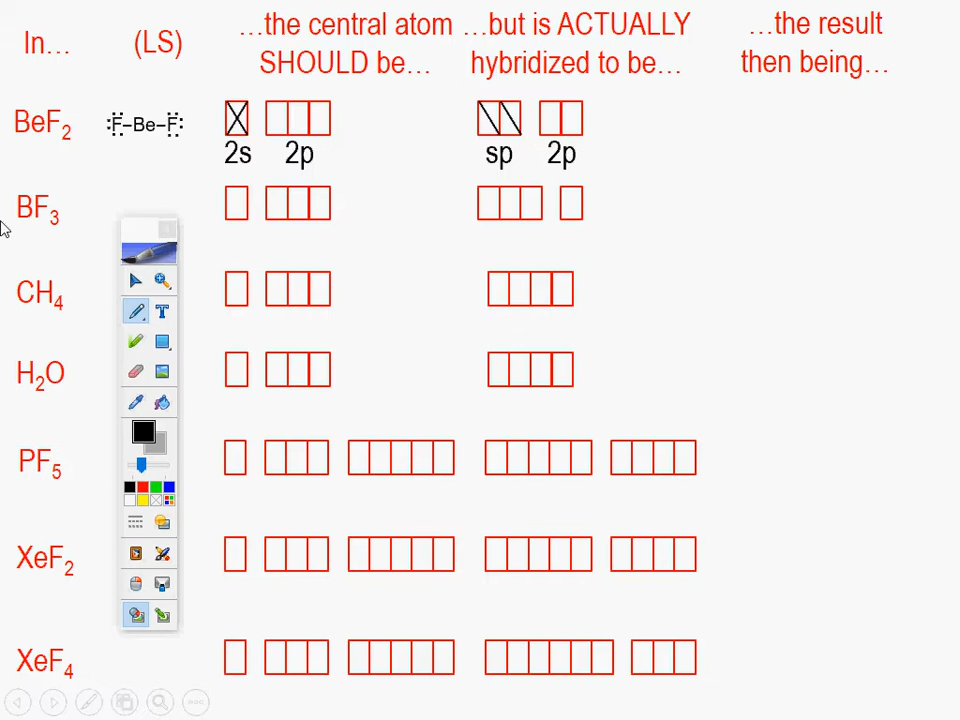 In… (LS) …the central atom SHOULD be… …but is ACTUALLY hybridized to be… …the result then being…
BeF₂ :F–Be–F:
2s 2p sp 2p
BF₃
CH₄
H₂O
PF₅
XeF₂
XeF₄